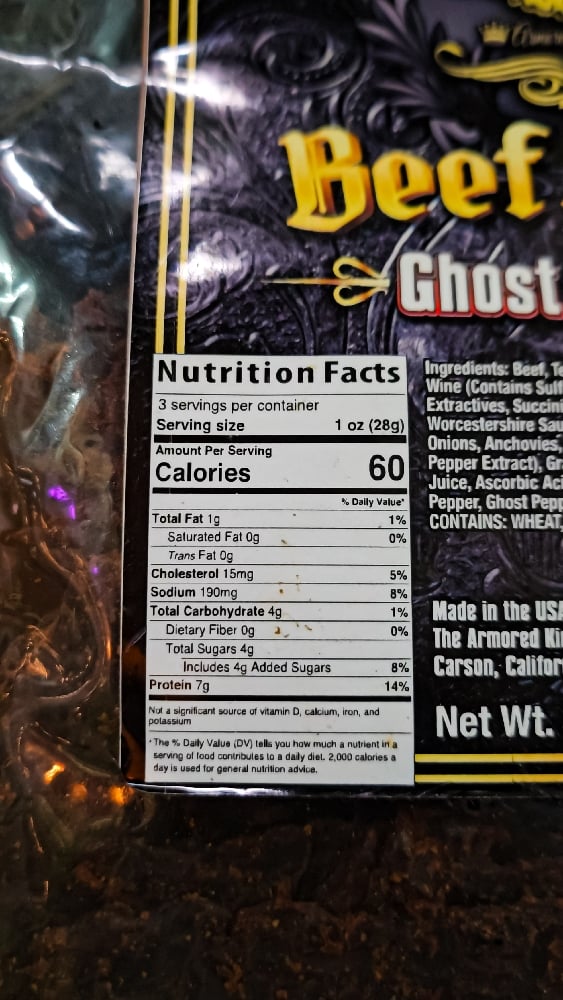 Beef
Ghost
Nutrition Facts
3 servings per container
Serving size 1 oz (28g)
Amount Per Serving
Calories 60
% Daily Value*
Total Fat 1g 1%
Saturated Fat 0g 0%
Trans Fat 0g
Cholesterol 15mg 5%
Sodium 190mg 8%
Total Carbohydrate 4g 1%
Dietary Fiber 0g 0%
Total Sugars 4g
Includes 4g Added Sugars 8%
Protein 7g 14%
Not a significant source of vitamin D, calcium, iron, and
potassium
*The % Daily Value (DV) tells you how much a nutrient in a
serving of food contributes to a daily diet. 2,000 calories a
day is used for general nutrition advice.
Ingredients: Beef,
Wine (Contains
Extractives,
Worcestershire
Onions, Anchovies,
Pepper Extract),
Juice, Ascorbic
Pepper, Ghost
CONTAINS: WHEAT,
Made in the USA
The Armored
Carson,
Net Wt.